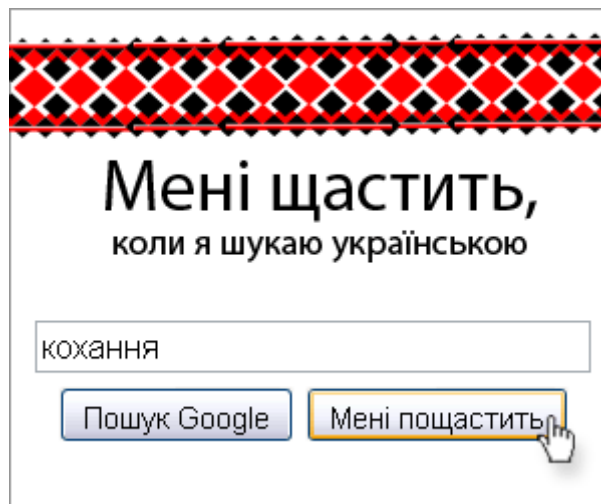 Мені щастить,
коли я шукаю українською
кохання
Пошук Google Мені пощастить